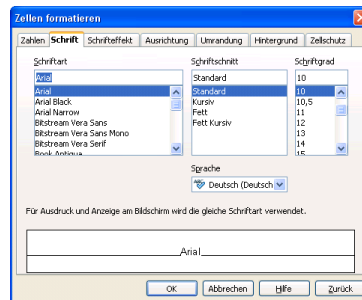 Zellen formatieren
Zahlen Schrift Schrifteffekt Ausrichtung Umrandung Hintergrund Zellschutz
Schriftart Schriftschnitt Schriftgrad
Arial Standard 10
Arial Standard 10
Arial Black Kursiv 10,5
Arial Narrow Fett 11
Bitstream Vera Sans Fett Kursiv 12
Bitstream Vera Sans Mono 13
Bitstream Vera Serif 14
Book Antiqua 15
Sprache
Deutsch (Deutsch
Für Ausdruck und Anzeige am Bildschirm wird die gleiche Schriftart verwendet.
Arial
OK Abbrechen Hilfe Zurück